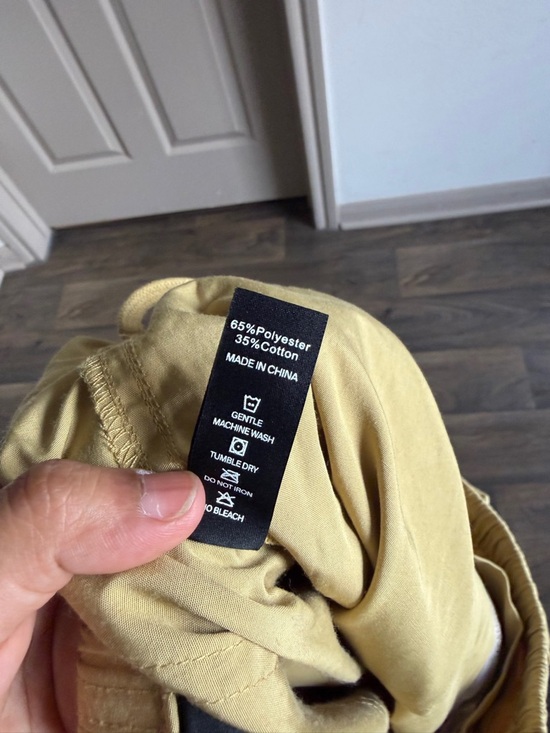 65%Polyester
35%Cotton
MADE IN CHINA
GENTLE
MACHINE WASH
TUMBLE DRY
DO NOT IRON
NO BLEACH